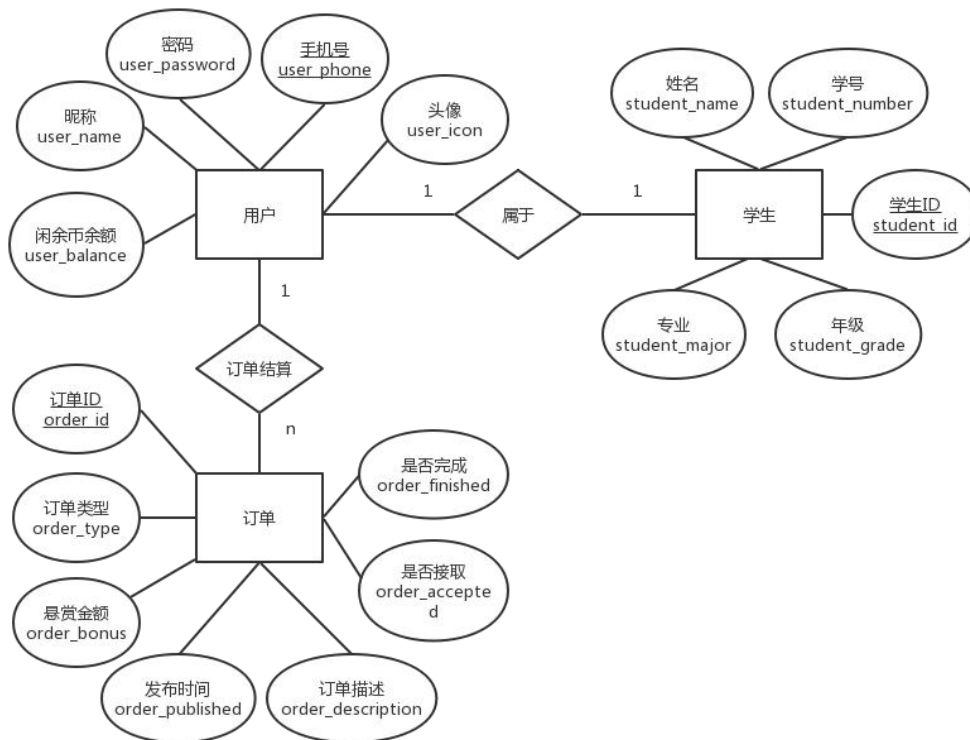 密码
user_password
手机号
user_phone
昵称
user_name
头像
user_icon
姓名
student_name
学号
student_number
闲余币余额
user_balance
用户
1
属于
1
学生
学生ID
student_id
1
专业
student_major
年级
student_grade
订单结算
订单ID
order_id
n
是否完成
order_finished
订单类型
order_type
订单
是否接取
order_accepte
d
悬赏金额
order_bonus
发布时间
order_published
订单描述
order_description